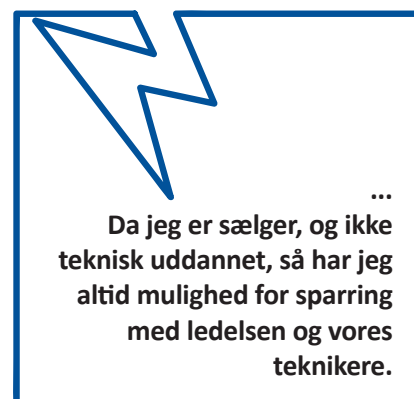 ...
Da jeg er sælger, og ikke
teknisk uddannet, så har jeg
altid mulighed for sparring
med ledelsen og vores
teknikere.